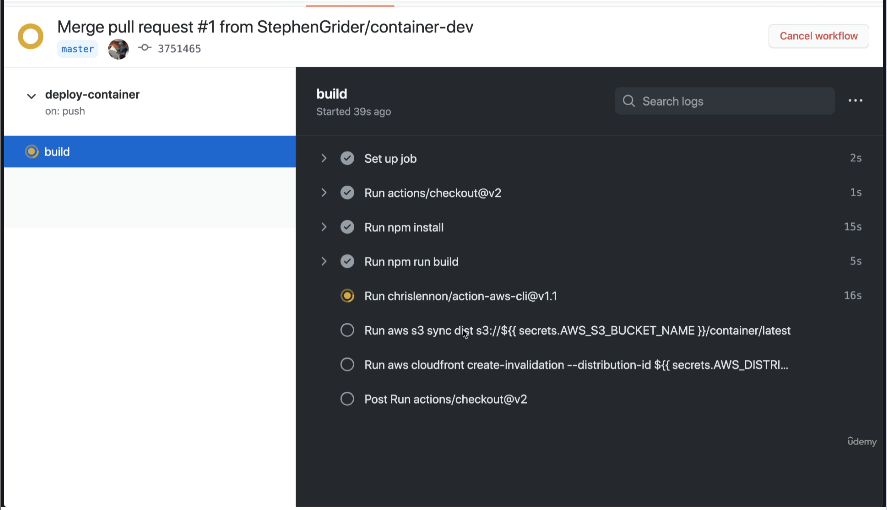 Merge pull request #1 from StephenGrider/container-dev
master 3751465
Cancel workflow
deploy-container
on: push
build
build
Started 39s ago
Search logs
Set up job 2s
Run actions/checkout@v2 1s
Run npm install 15s
Run npm run build 5s
Run chrislennon/action-aws-cli@v1.1 16s
Run aws s3 sync dist s3://${{ secrets.AWS_S3_BUCKET_NAME }}/container/latest
Run aws cloudfront create-invalidation --distribution-id ${{ secrets.AWS_DISTRI...
Post Run actions/checkout@v2
ûdemy